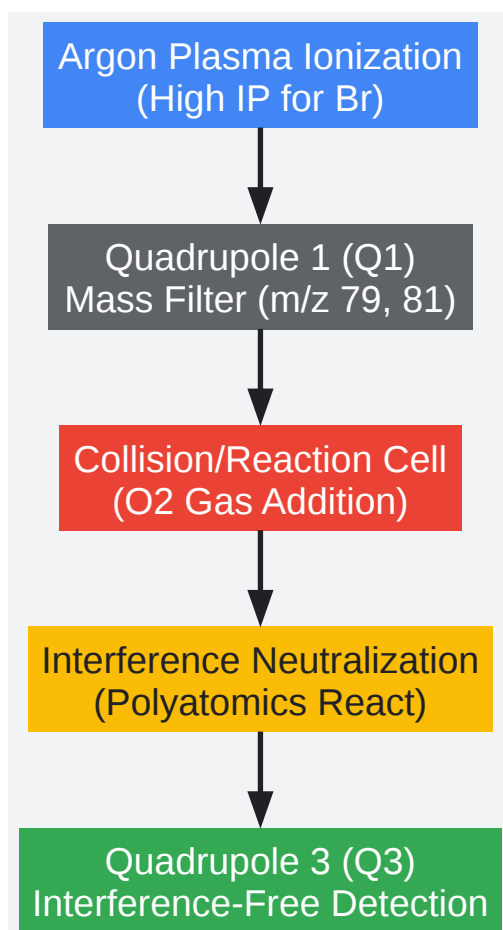 Argon Plasma Ionization
(High IP for Br)
Quadrupole 1 (Q1)
Mass Filter (m/z 79, 81)
Collision/Reaction Cell
(O2 Gas Addition)
Interference Neutralization
(Polyatomics React)
Quadrupole 3 (Q3)
Interference-Free Detection